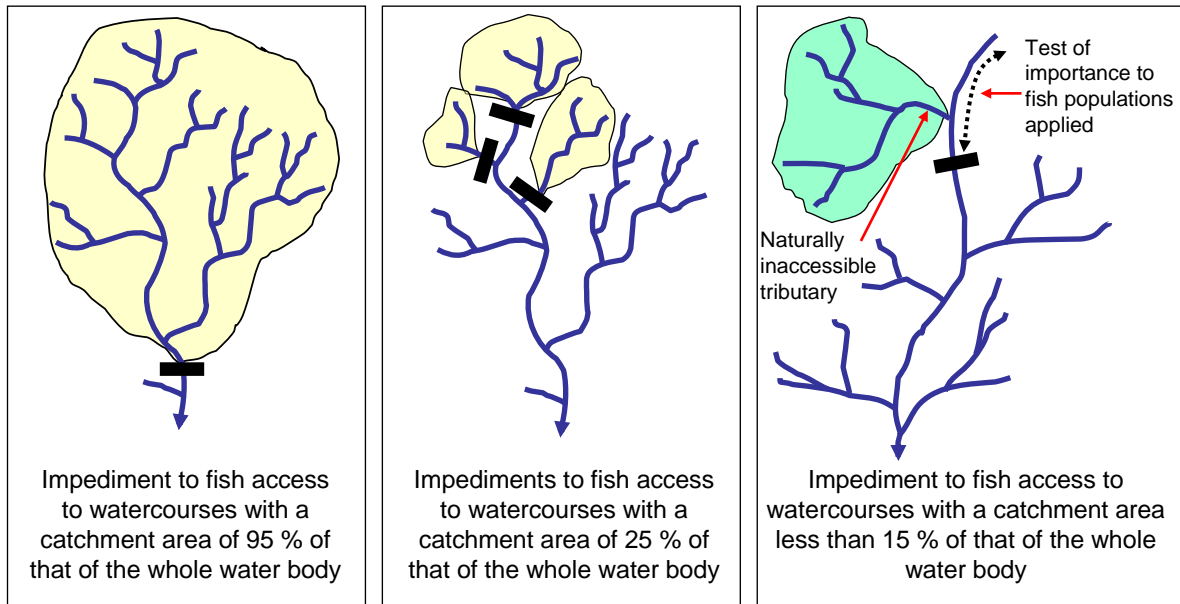 Impediment to fish access
to watercourses with a
catchment area of 95 % of
that of the whole water body
Impediments to fish access
to watercourses with a
catchment area of 25 % of
that of the whole water body
Test of
importance to
fish populations
applied
Naturally
inaccessible
tributary
Impediment to fish access to
watercourses with a catchment area
less than 15 % of that of the whole
water body